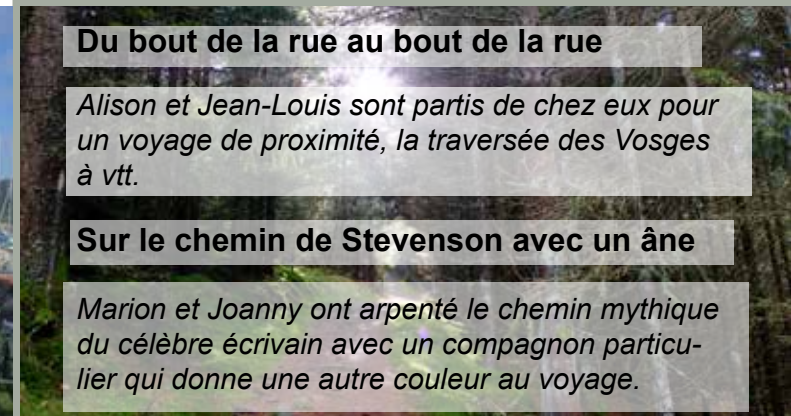 Du bout de la rue au bout de la rue
Alison et Jean-Louis sont partis de chez eux pour
un voyage de proximité, la traversée des Vosges
à vtt.
Sur le chemin de Stevenson avec un âne
Marion et Joanny ont arpenté le chemin mythique
du célèbre écrivain avec un compagnon particu-
lier qui donne une autre couleur au voyage.